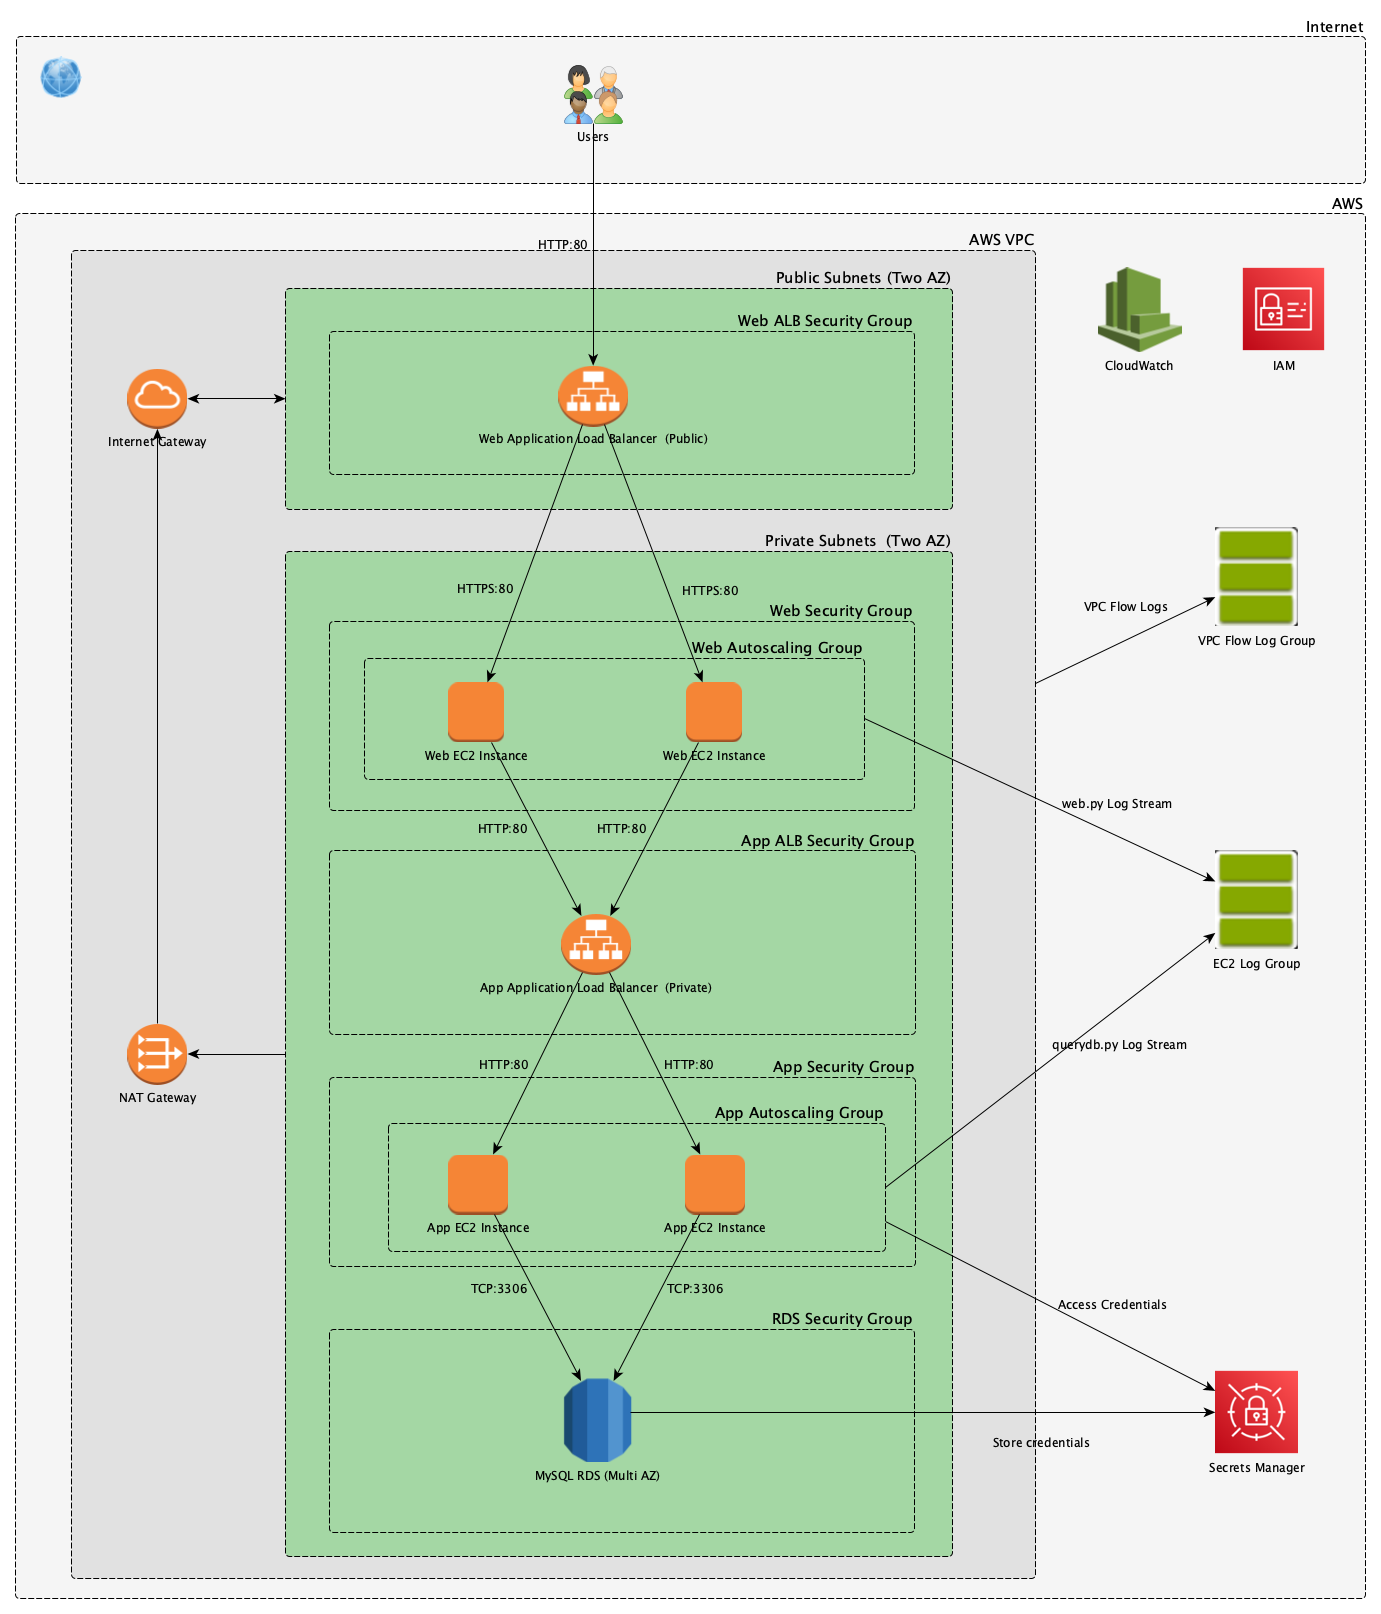 Internet
Users
AWS
AWS VPC
HTTP:80
Public Subnets (Two AZ)
Web ALB Security Group
CloudWatch
IAM
Internet Gateway
Web Application Load Balancer  (Public)
Private Subnets  (Two AZ)
HTTPS:80
HTTPS:80
VPC Flow Logs
Web Security Group
VPC Flow Log Group
Web Autoscaling Group
Web EC2 Instance
Web EC2 Instance
web.py Log Stream
HTTP:80
HTTP:80
App ALB Security Group
EC2 Log Group
App Application Load Balancer  (Private)
querydb.py Log Stream
HTTP:80
HTTP:80
App Security Group
NAT Gateway
App Autoscaling Group
App EC2 Instance
App EC2 Instance
TCP:3306
TCP:3306
Access Credentials
RDS Security Group
Store credentials
Secrets Manager
MySQL RDS (Multi AZ)